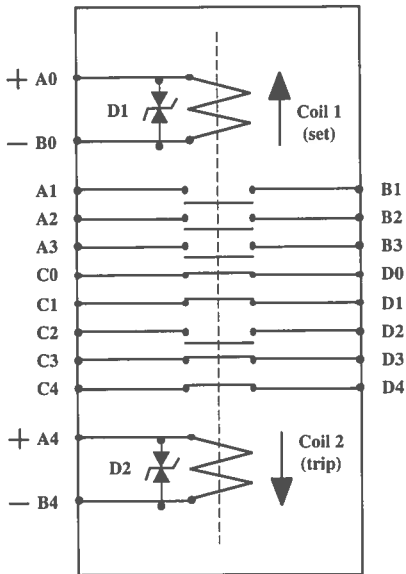 + A0
D1
Coil 1
(set)
− B0
A1 B1
A2 B2
A3 B3
C0 D0
C1 D1
C2 D2
C3 D3
C4 D4
+ A4
Coil 2
(trip)
D2
− B4